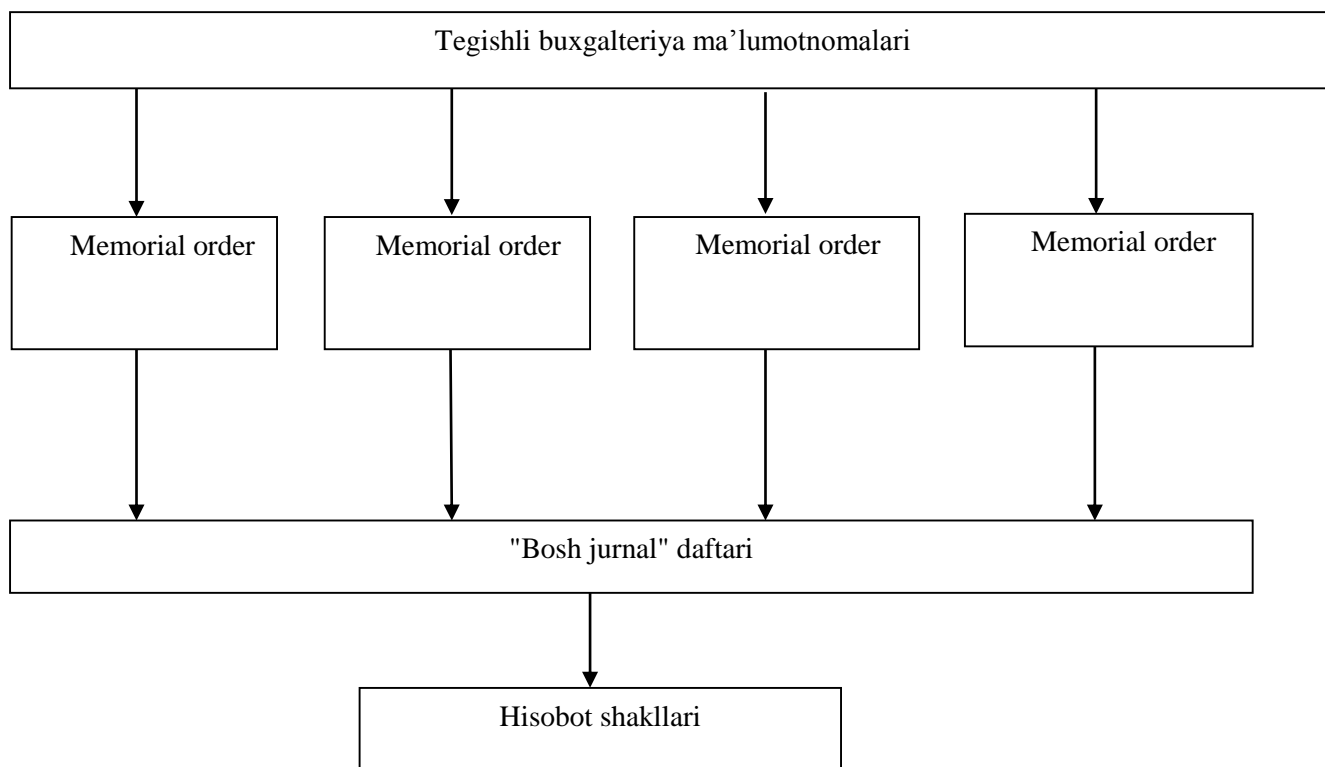 Tegishli buxgalteriya ma’lumotnomalari
Memorial order
Memorial order
Memorial order
Memorial order
"Bosh jurnal" daftari
Hisobot shakllari